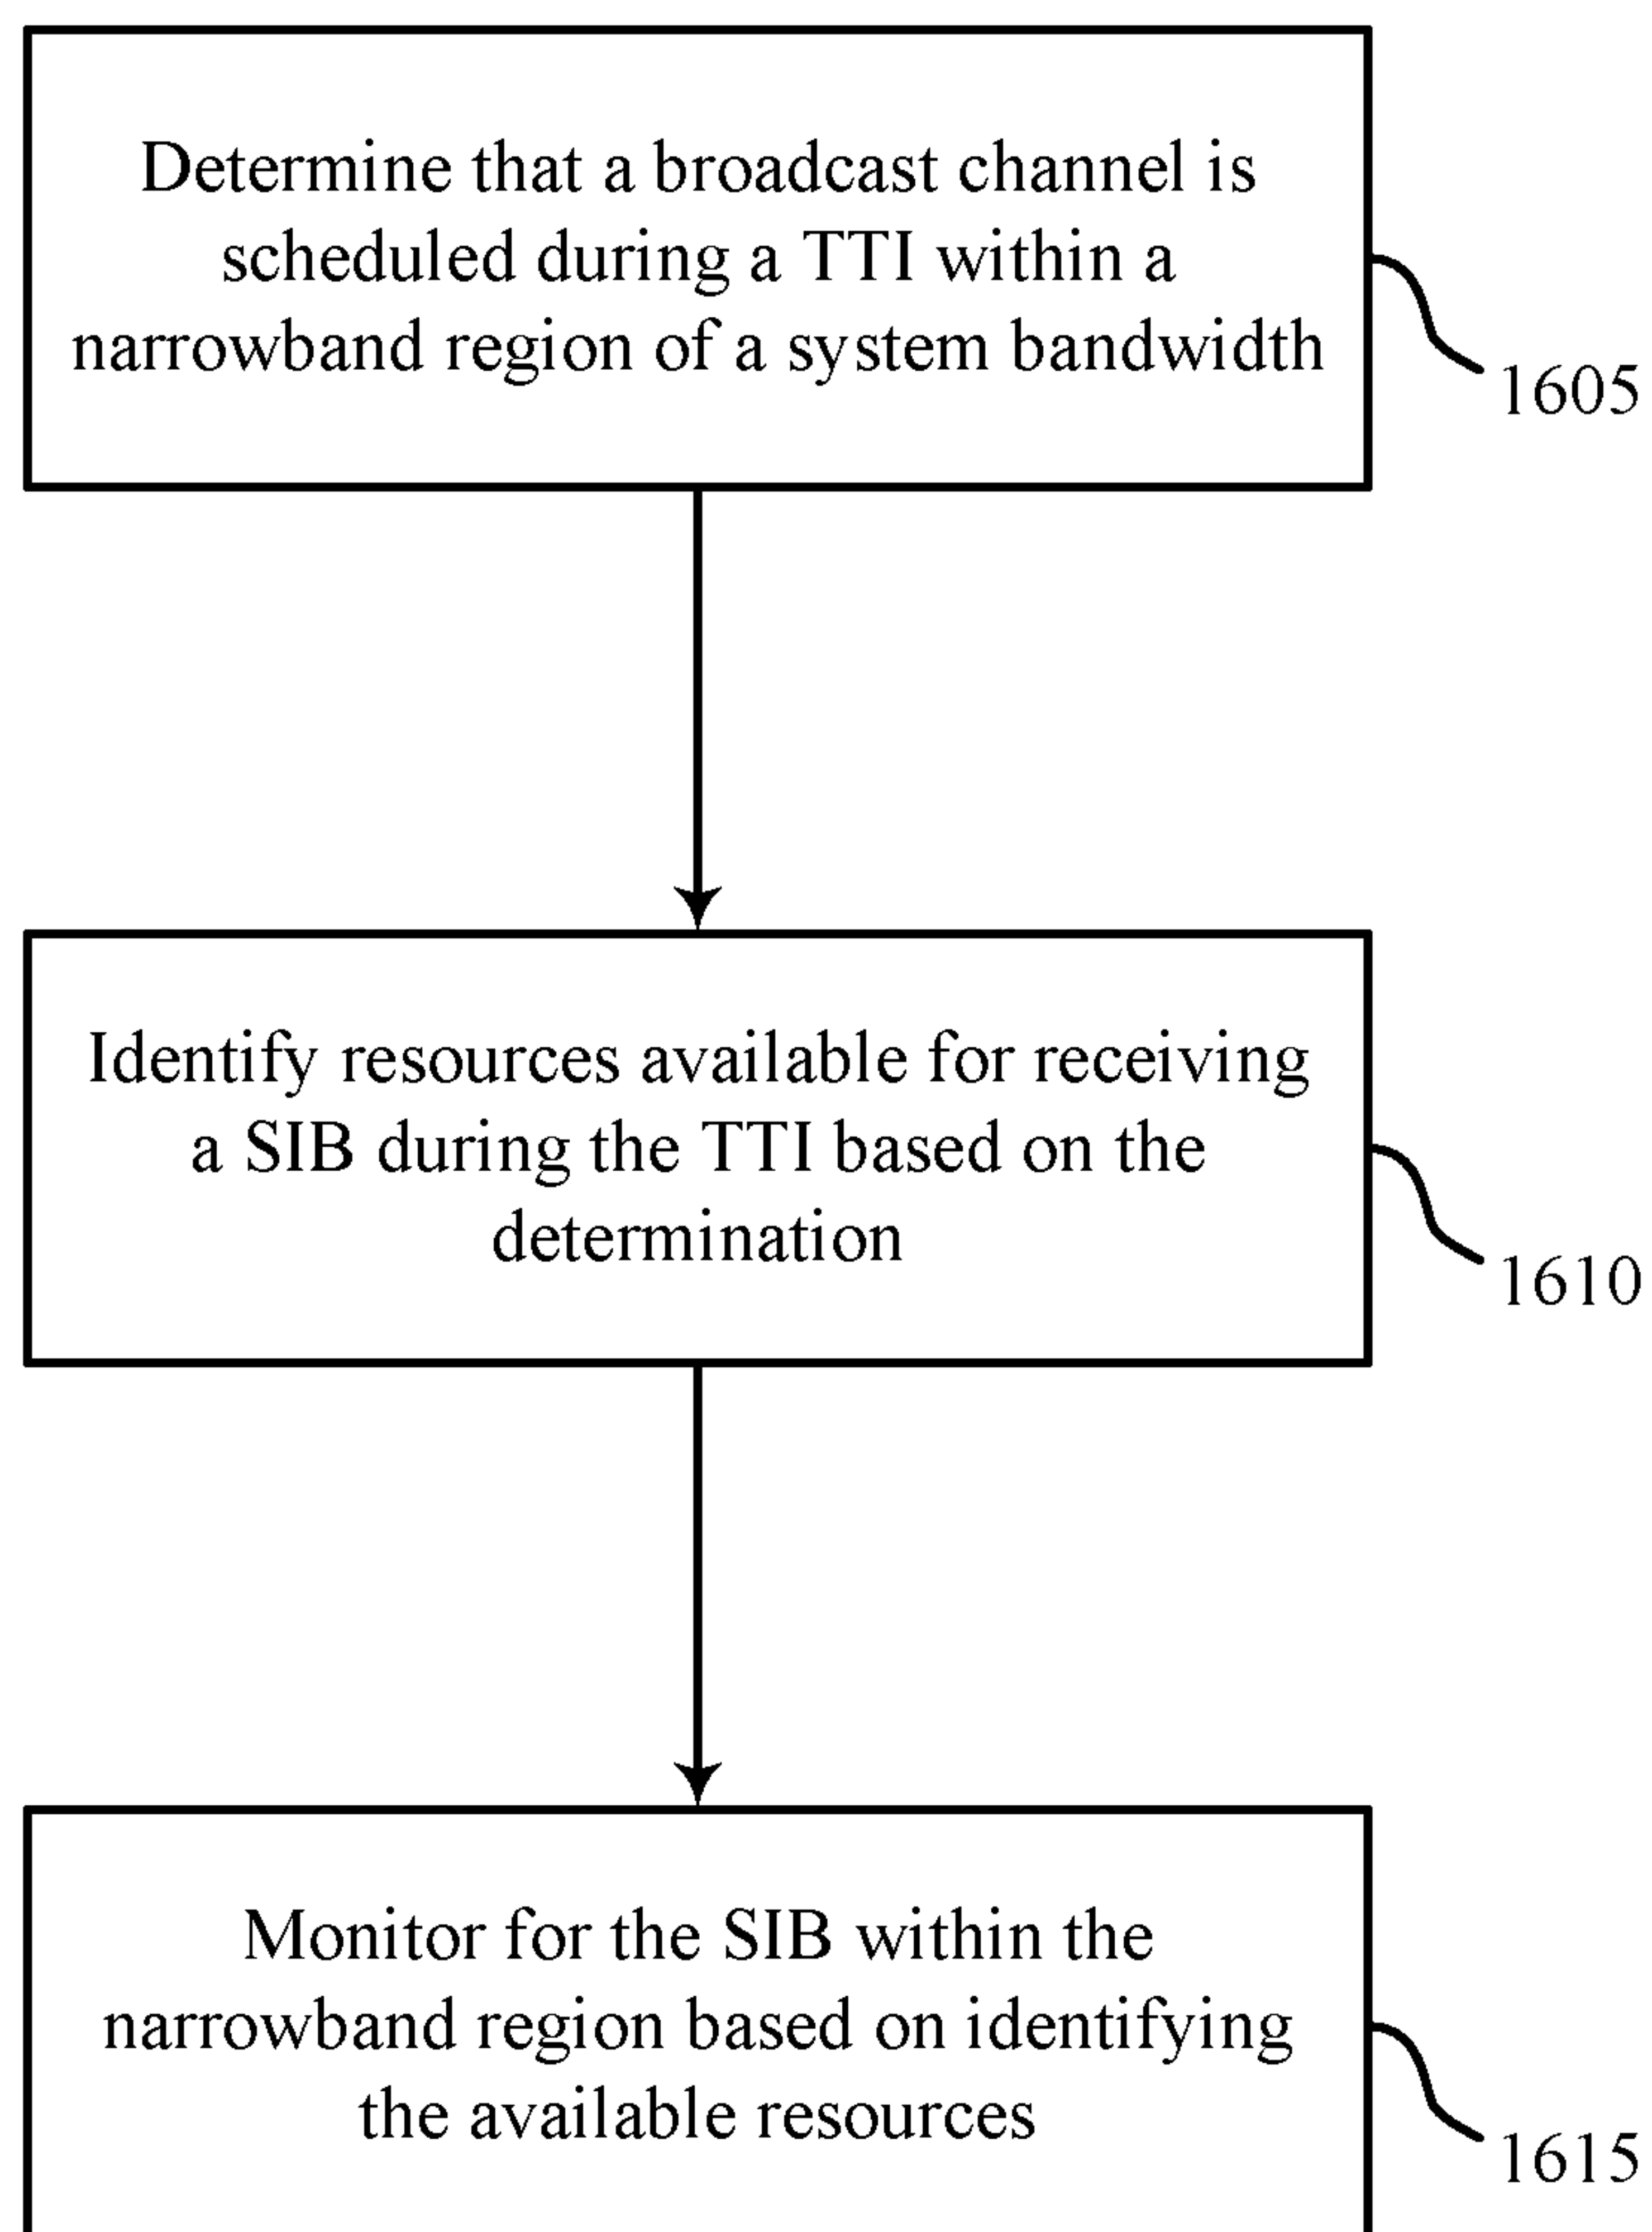 Determine that a broadcast channel is
scheduled during a TTI within a
narrowband region of a system bandwidth
1605
Identify resources available for receiving
a SIB during the TTI based on the
determination
1610
Monitor for the SIB within the
narrowband region based on identifying
the available resources
1615